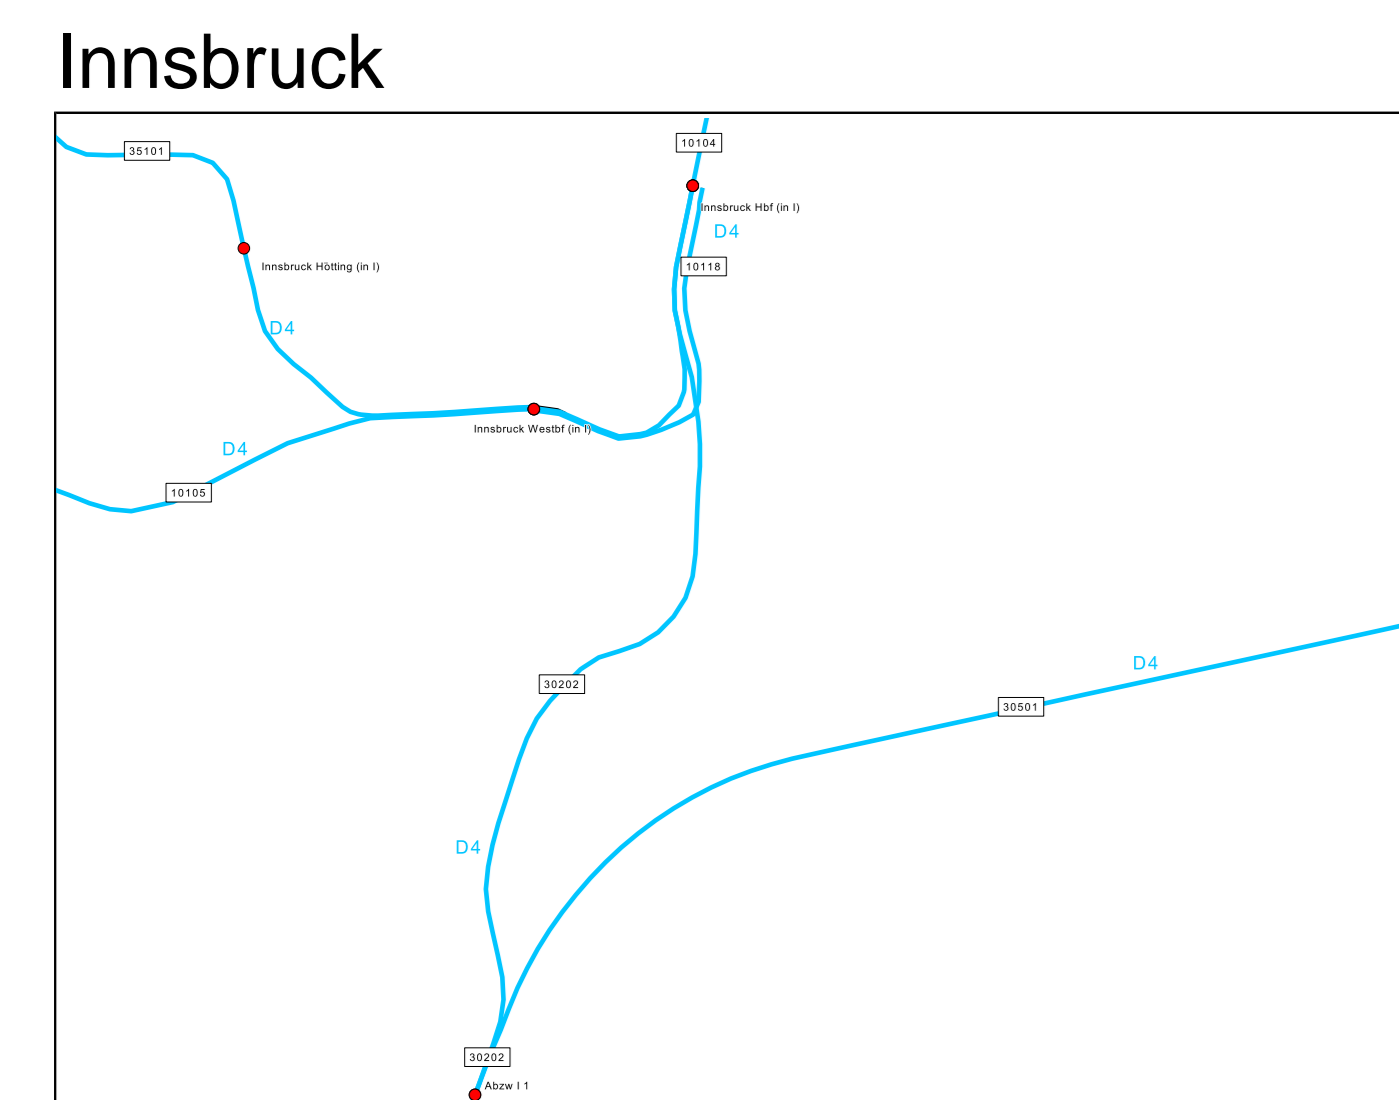 Innsbruck
10104
35101
Innsbruck Hbf (in I)
D4
10118
Innsbruck Hötting (in I)
D4
Innsbruck Westbf (in I)
D4
10105
D4
30202
30501
D4
30202
Abzw I 1